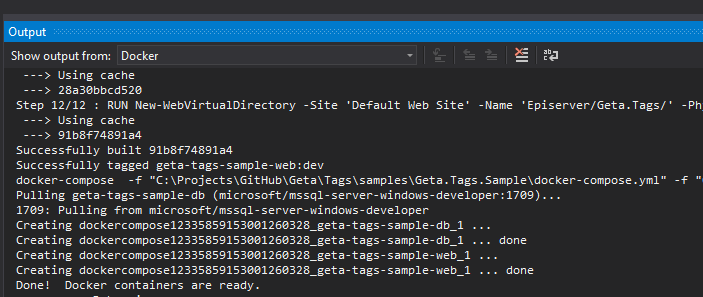 Output
Show output from: Docker
---> Using cache
---> 28a30bbcd520
Step 12/12 : RUN New-WebVirtualDirectory -Site 'Default Web Site' -Name 'Episerver/Geta.Tags/' -Ph
---> Using cache
---> 91b8f74891a4
Successfully built 91b8f74891a4
Successfully tagged geta-tags-sample-web:dev
docker-compose  -f "C:\Projects\GitHub\Geta\Tags\samples\Geta.Tags.Sample\docker-compose.yml" -f "
Pulling geta-tags-sample-db (microsoft/mssql-server-windows-developer:1709)...
1709: Pulling from microsoft/mssql-server-windows-developer
Creating dockercompose12335859153001260328_geta-tags-sample-db_1 ...
Creating dockercompose12335859153001260328_geta-tags-sample-db_1 ... done
Creating dockercompose12335859153001260328_geta-tags-sample-web_1 ...
Creating dockercompose12335859153001260328_geta-tags-sample-web_1 ... done
Done!  Docker containers are ready.